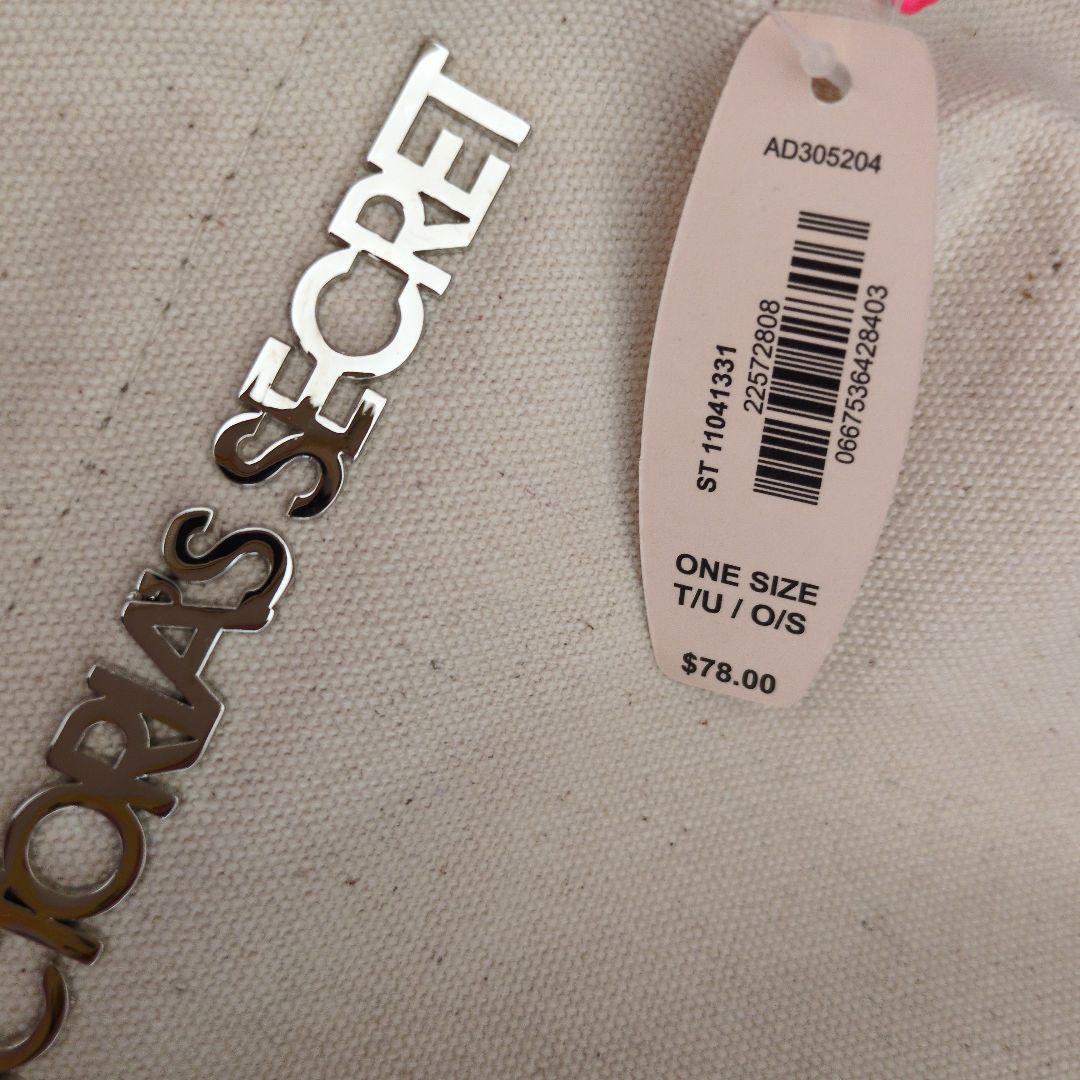 CTORIA'S SECRET
AD305204
ST 11041331
22572808
0667536428403
ONE SIZE
T/U / O/S
$78.00